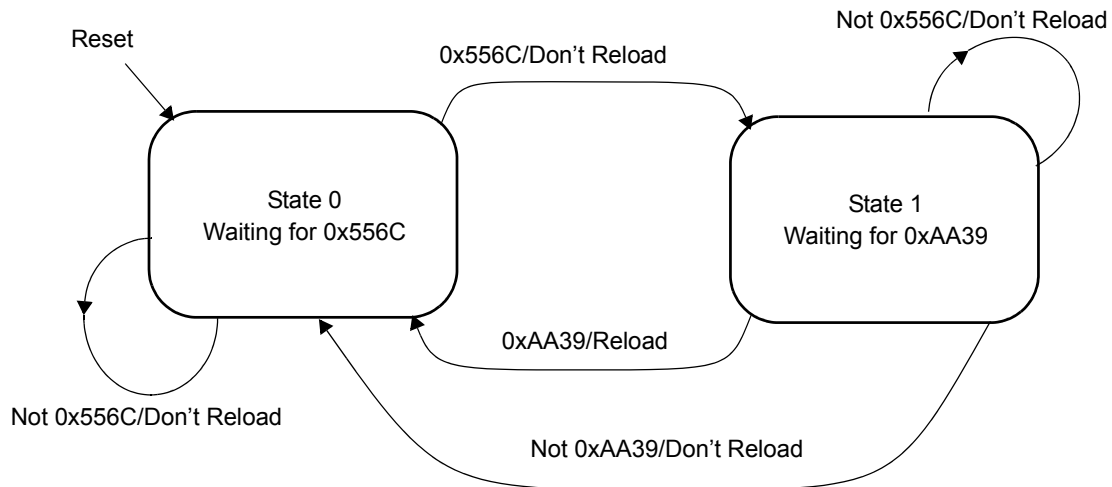 Reset
0x556C/Don’t Reload
Not 0x556C/Don’t Reload
State 0
Waiting for 0x556C
State 1
Waiting for 0xAA39
0xAA39/Reload
Not 0x556C/Don’t Reload
Not 0xAA39/Don’t Reload